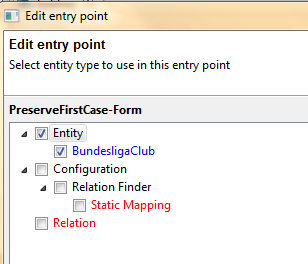 Edit entry point
Edit entry point
Select entity type to use in this entry point
PreserveFirstCase-Form
Entity
BundesligaClub
Configuration
Relation Finder
Static Mapping
Relation